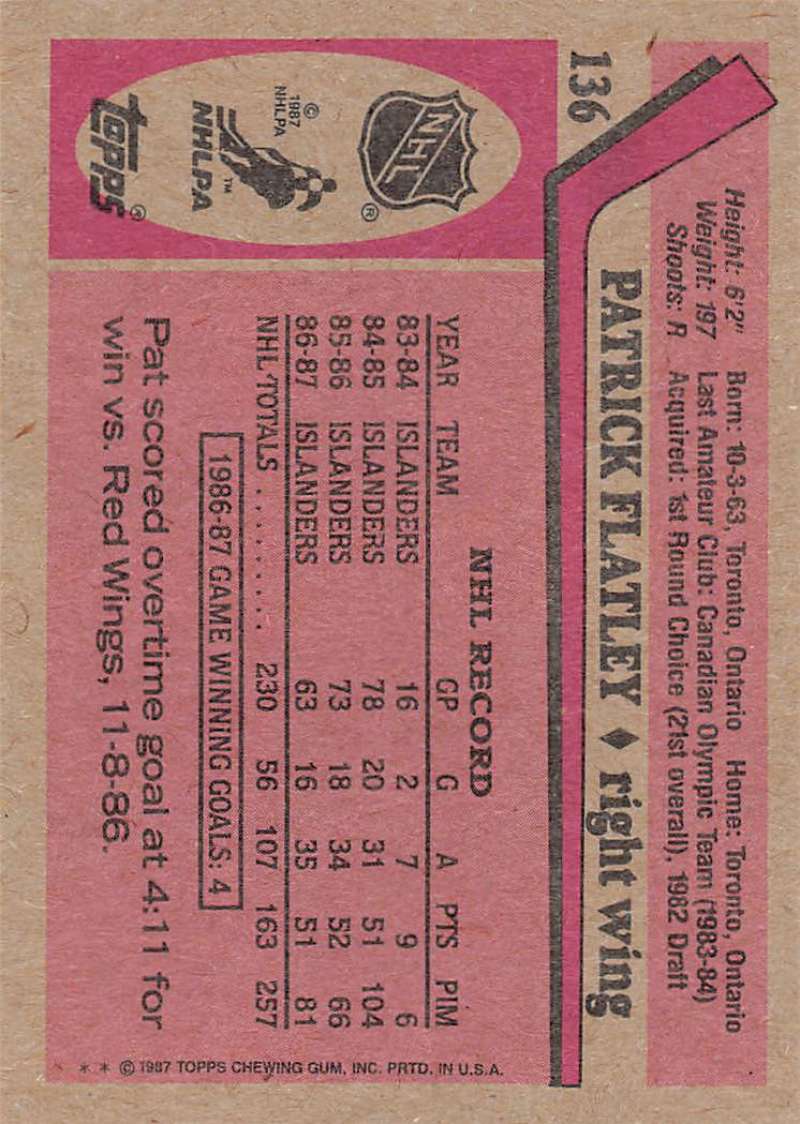 136
Height: 6'2" Born: 10-3-63, Toronto, Ontario Home: Toronto, Ontario
Weight: 197 Last Amateur Club: Canadian Olympic Team (1983-84)
Shoots: R Acquired: 1st Round Choice (21st overall), 1982 Draft
PATRICK FLATLEY ♦ right wing
NHL
®
© 1987 NHLPA
TM
NHLPA
topps®
NHL RECORD
YEAR TEAM GP G A PTS PIM
83-84 ISLANDERS 16 2 7 9 6
84-85 ISLANDERS 78 20 31 51 104
85-86 ISLANDERS 73 18 34 52 66
86-87 ISLANDERS 63 16 35 51 81
NHL TOTALS .......... 230 56 107 163 257
1986-87 GAME WINNING GOALS: 4
Pat scored overtime goal at 4:11 for
win vs. Red Wings, 11-8-86.
* * © 1987 TOPPS CHEWING GUM, INC. PRTD. IN U.S.A.